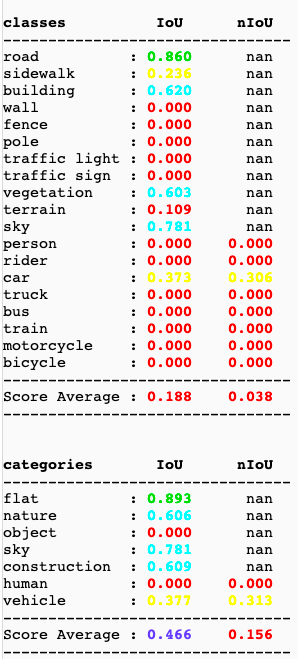 classes IoU nIoU
--------------------------------
road : 0.860 nan
sidewalk : 0.236 nan
building : 0.620 nan
wall : 0.000 nan
fence : 0.000 nan
pole : 0.000 nan
traffic light : 0.000 nan
traffic sign : 0.000 nan
vegetation : 0.603 nan
terrain : 0.109 nan
sky : 0.781 nan
person : 0.000 0.000
rider : 0.000 0.000
car : 0.373 0.306
truck : 0.000 0.000
bus : 0.000 0.000
train : 0.000 0.000
motorcycle : 0.000 0.000
bicycle : 0.000 0.000
--------------------------------
Score Average : 0.188 0.038
--------------------------------
categories IoU nIoU
--------------------------------
flat : 0.893 nan
nature : 0.606 nan
object : 0.000 nan
sky : 0.781 nan
construction : 0.609 nan
human : 0.000 0.000
vehicle : 0.377 0.313
--------------------------------
Score Average : 0.466 0.156
--------------------------------